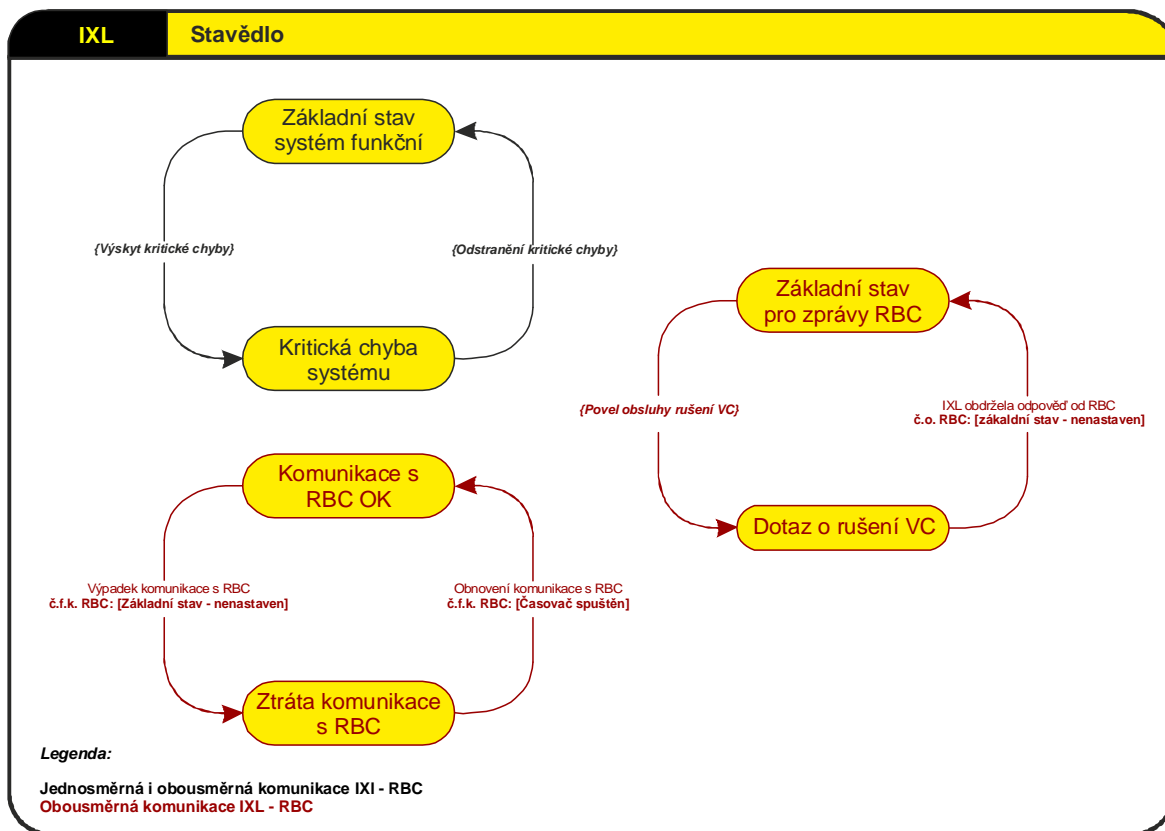 IXL
Stavědlo
Základní stav
systém funkční
{Výskyt kritické chyby}
{Odstranění kritické chyby}
Kritická chyba
systému
Základní stav
pro zprávy RBC
{Povel obsluhy rušení VC}
IXL obdržela odpověď od RBC
č.o. RBC: [zákaldní stav - nenastaven]
Dotaz o rušení VC
Komunikace s
RBC OK
Výpadek komunikace s RBC
č.f.k. RBC: [Základní stav - nenastaven]
Obnovení komunikace s RBC
č.f.k. RBC: [Časovač spuštěn]
Ztráta komunikace
s RBC
Legenda:
Jednosměrná i obousměrná komunikace IXl - RBC
Obousměrná komunikace IXL - RBC